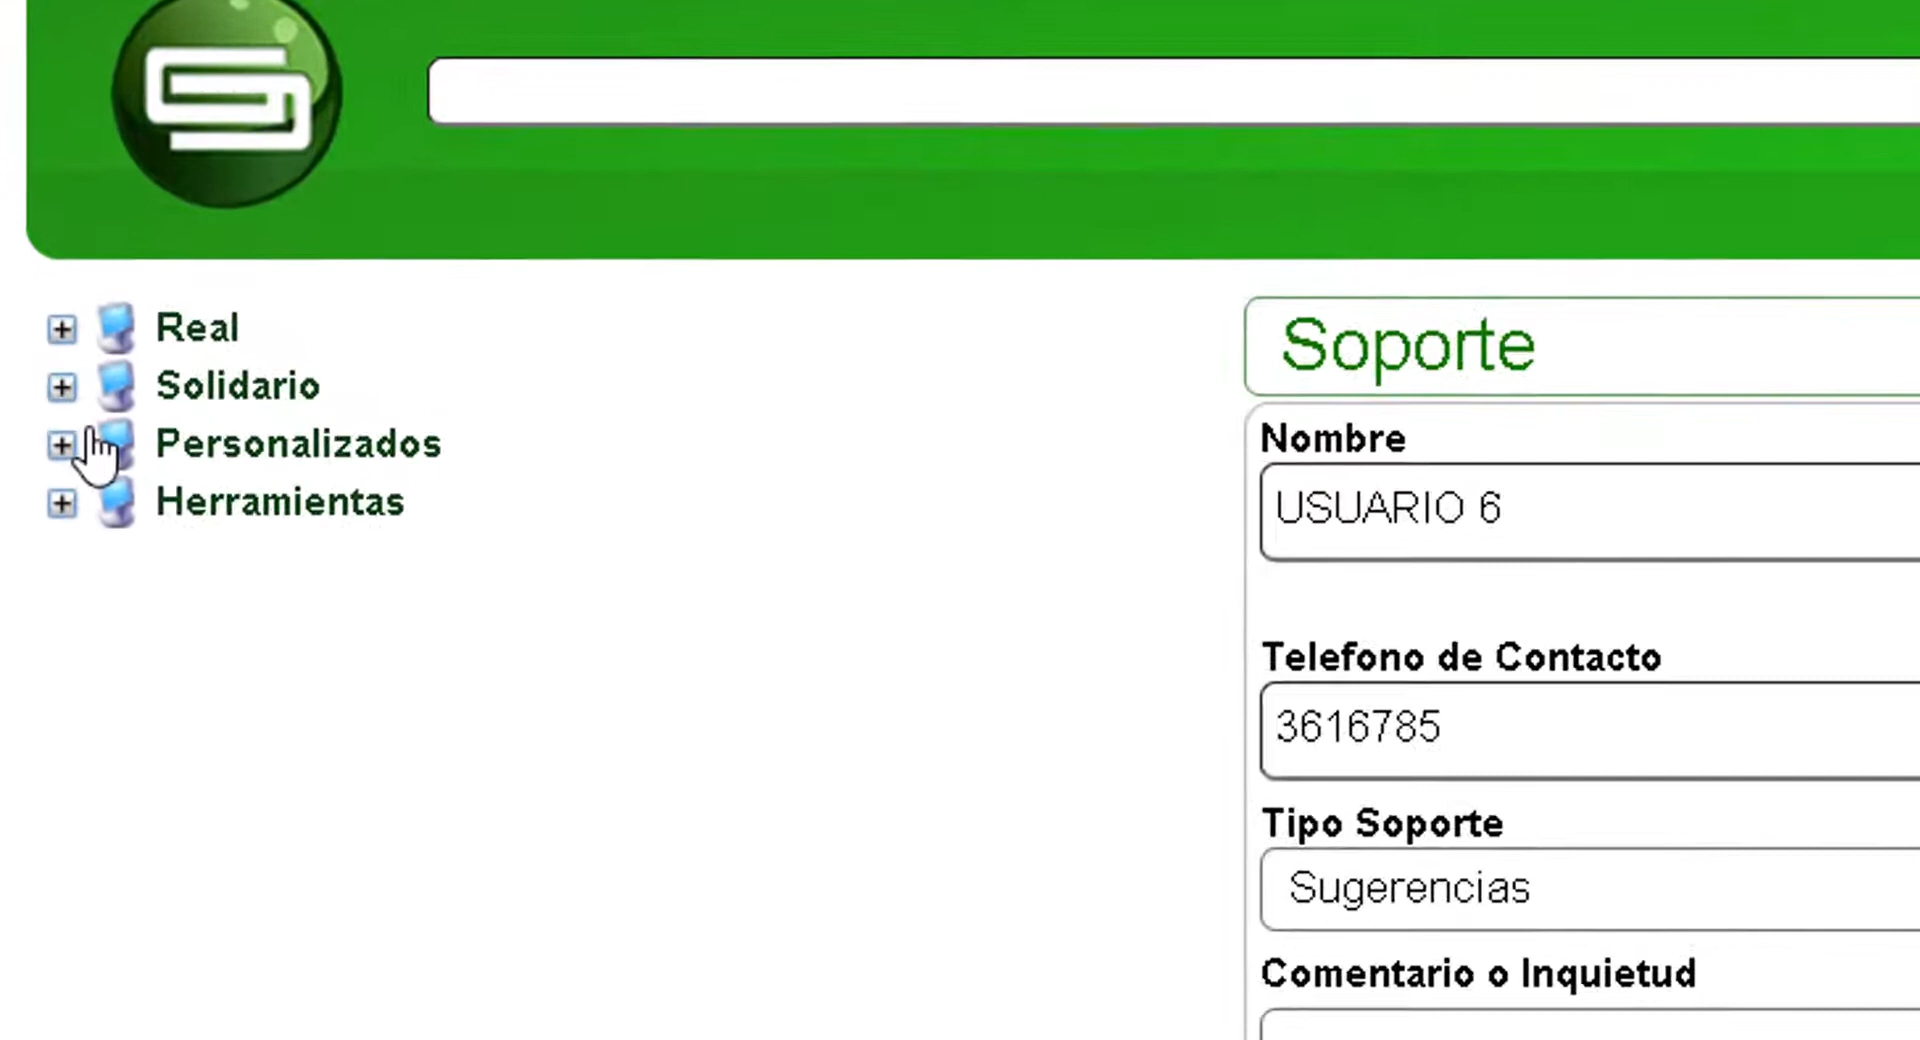 Real
Solidario
Personalizados
Herramientas
Soporte
Nombre
USUARIO 6
Telefono de Contacto
3616785
Tipo Soporte
Sugerencias
Comentario o Inquietud